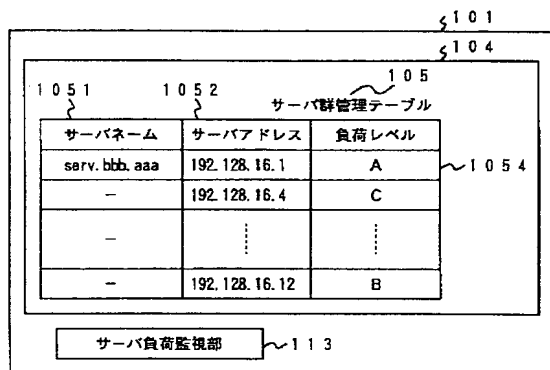 101
104
1051 1052 105
サーバ群管理テーブル
サーバネーム サーバアドレス 負荷レベル
serv.bbb.aaa 192.128.16.1 A 1054
— 192.128.16.4 C
—
— 192.128.16.12 B
サーバ負荷監視部 113